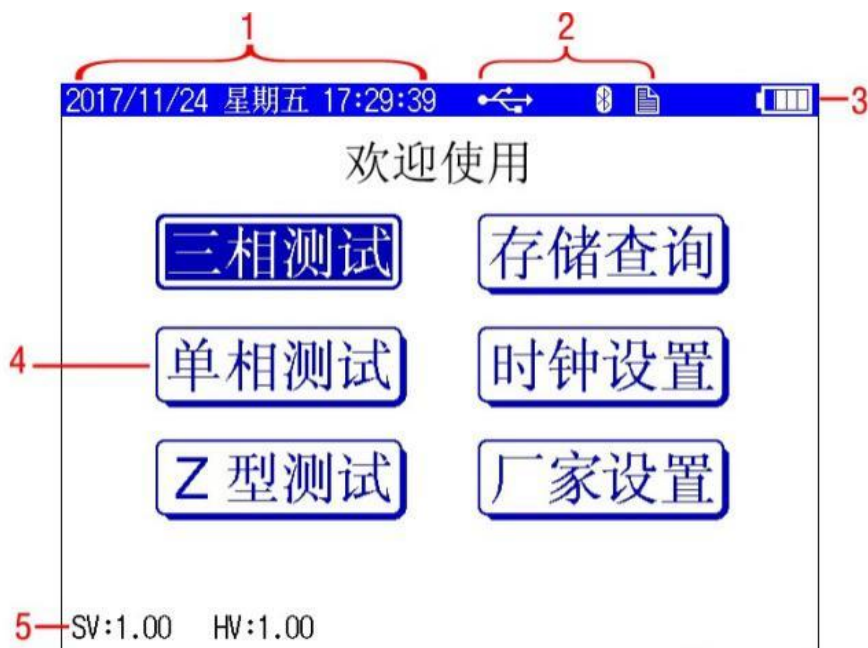 1 2
2017/11/24 星期五 17:29:39 3
欢迎使用
三相测试 存储查询
4 单相测试 时钟设置
Z 型测试 厂家设置
5 SV:1.00 HV:1.00